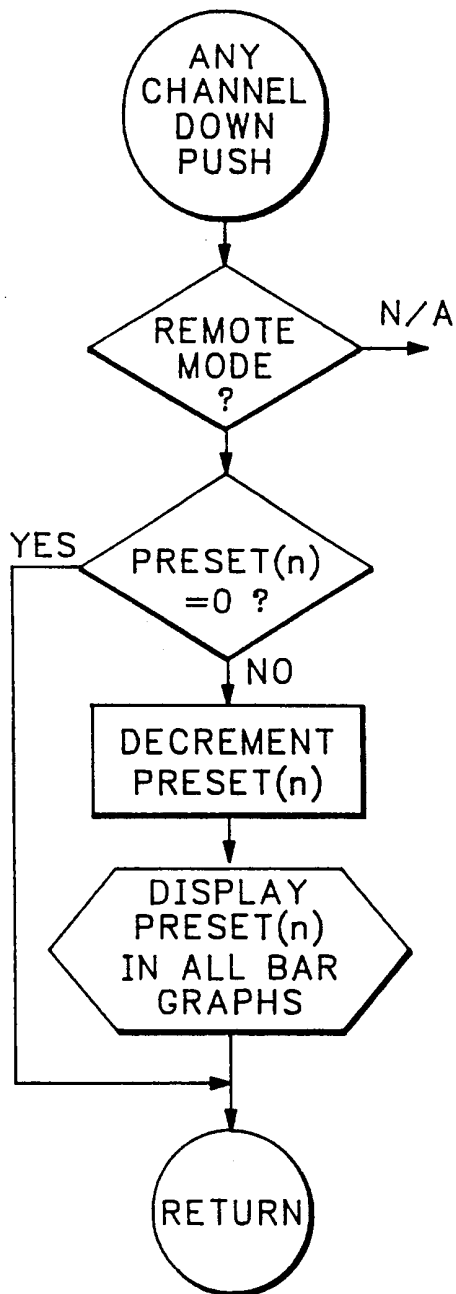 ANY
CHANNEL
DOWN
PUSH
REMOTE
MODE
?
N/A
YES
PRESET(n)
=0 ?
NO
DECREMENT
PRESET(n)
DISPLAY
PRESET(n)
IN ALL BAR
GRAPHS
RETURN